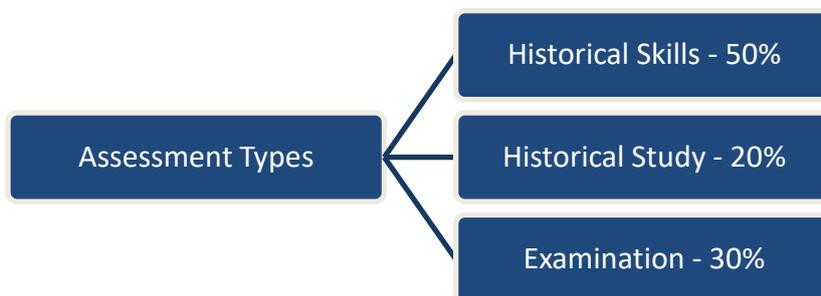 Assessment Types
Historical Skills - 50%
Historical Study - 20%
Examination - 30%